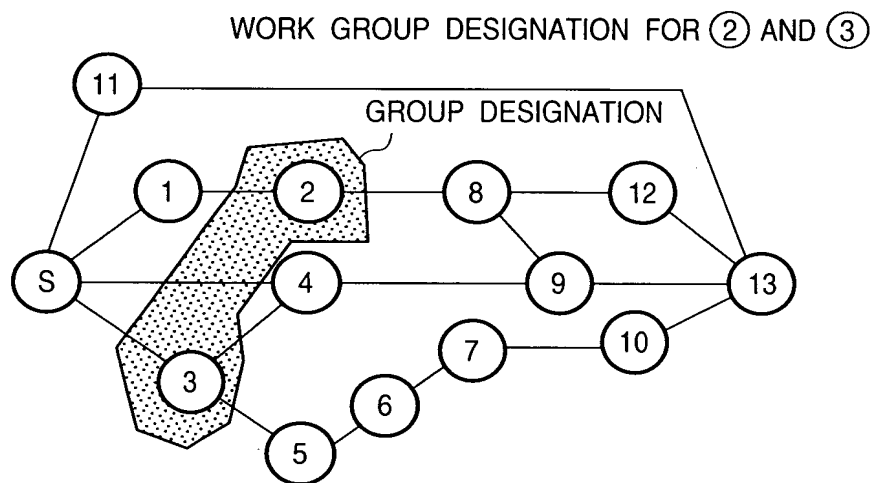 WORK GROUP DESIGNATION FOR ② AND ③
11
GROUP DESIGNATION
1 2 8 12
S 4 9 13
3 7 10
6
5